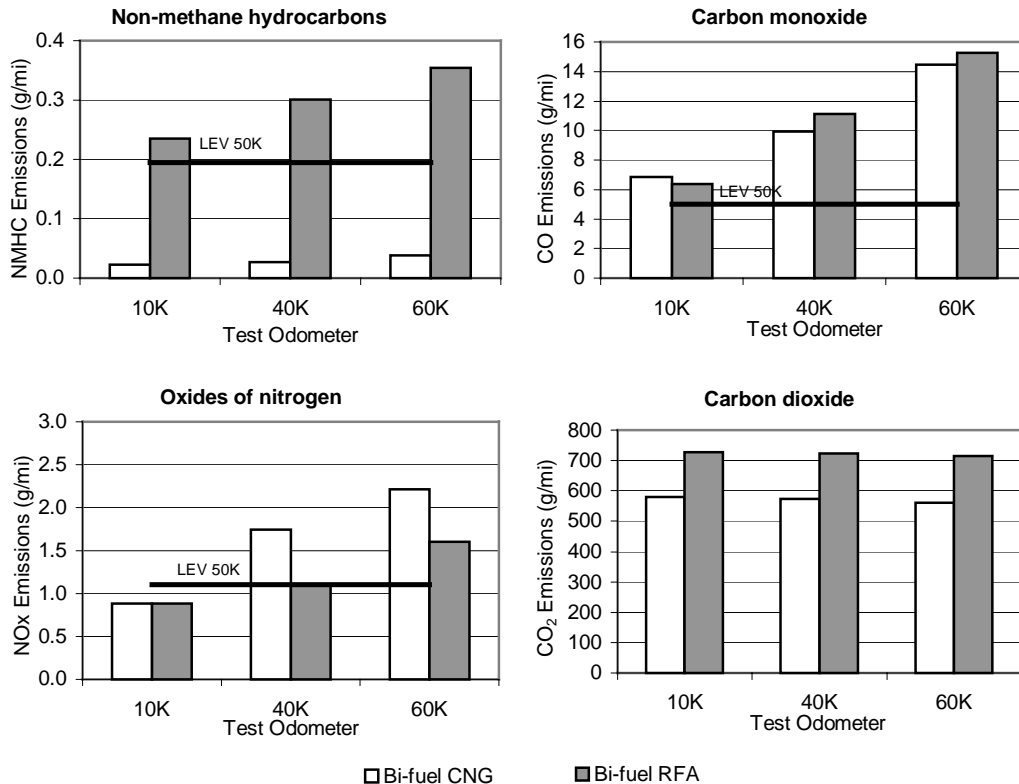 Non-methane hydrocarbons
NMHC Emissions (g/mi)
0.4
0.3
0.2
0.1
0.0
LEV 50K
10K 40K 60K
Test Odometer
Carbon monoxide
CO Emissions (g/mi)
16
14
12
10
8
6
4
2
0
LEV 50K
10K 40K 60K
Test Odometer
Oxides of nitrogen
NOx Emissions (g/mi)
3.0
2.5
2.0
1.5
1.0
0.5
0.0
LEV 50K
10K 40K 60K
Test Odometer
Carbon dioxide
CO₂ Emissions (g/mi)
800
700
600
500
400
300
200
100
0
10K 40K 60K
Test Odometer
Bi-fuel CNG Bi-fuel RFA